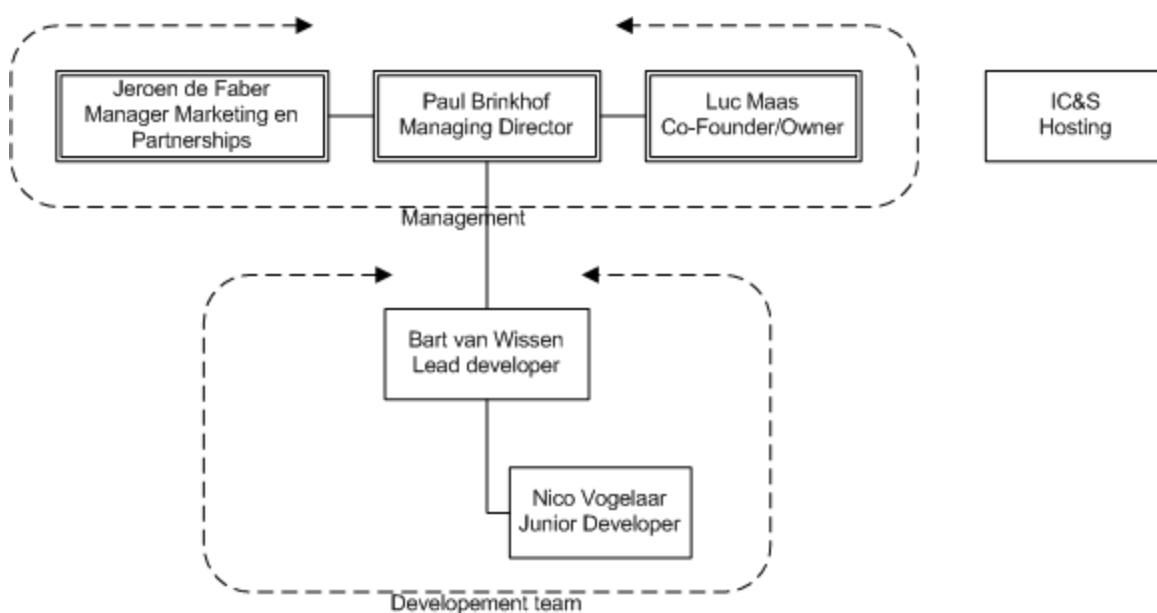 Jeroen de Faber
Manager Marketing en
Partnerships
Paul Brinkhof
Managing Director
Luc Maas
Co-Founder/Owner
IC&S
Hosting
Management
Bart van Wissen
Lead developer
Nico Vogelaar
Junior Developer
Developement team